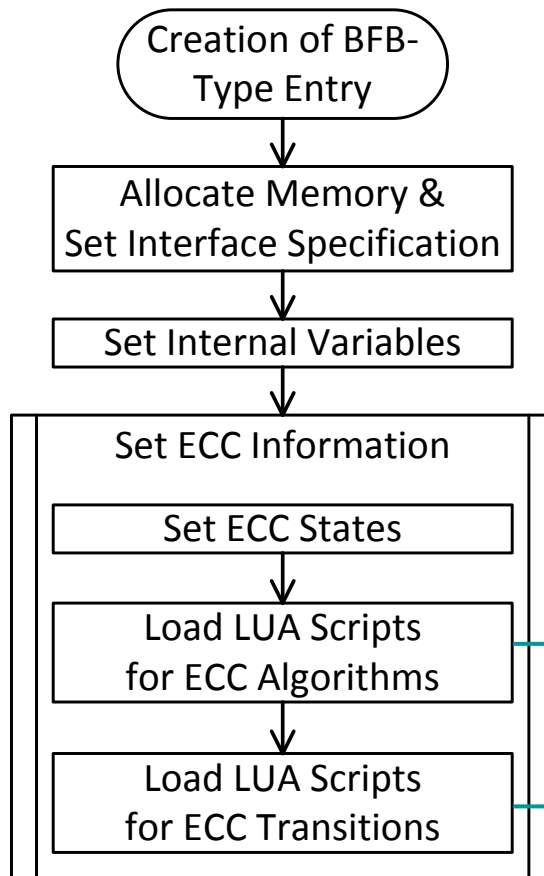 Creation of BFB-
Type Entry
Allocate Memory &
Set Interface Specification
Set Internal Variables
Set ECC Information
Set ECC States
Load LUA Scripts
for ECC Algorithms
Load LUA Scripts
for ECC Transitions